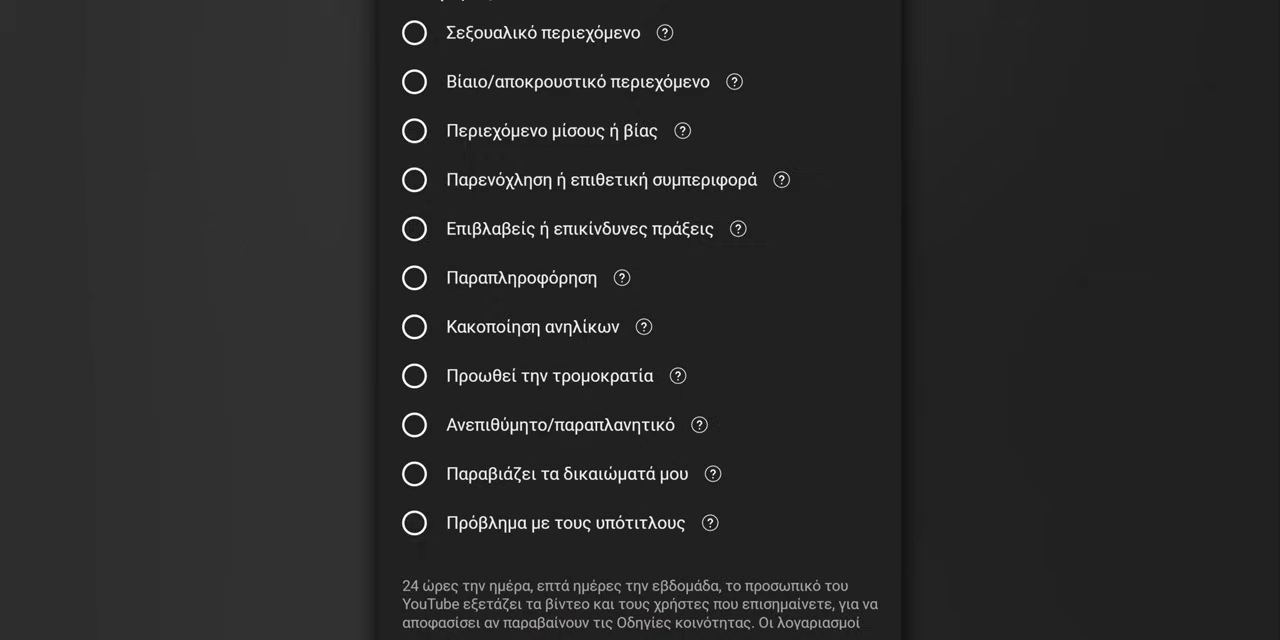 Σεξουαλικό περιεχόμενο ?
Βίαιο/αποκρουστικό περιεχόμενο ?
Περιεχόμενο μίσους ή βίας ?
Παρενόχληση ή επιθετική συμπεριφορά ?
Επιβλαβείς ή επικίνδυνες πράξεις ?
Παραπληροφόρηση ?
Κακοποίηση ανηλίκων ?
Προωθεί την τρομοκρατία ?
Ανεπιθύμητο/παραπλανητικό ?
Παραβιάζει τα δικαιώματά μου ?
Πρόβλημα με τους υπότιτλους ?
24 ώρες την ημέρα, επτά ημέρες την εβδομάδα, το προσωπικό του
YouTube εξετάζει τα βίντεο και τους χρήστες που επισημαίνετε, για να
αποφασίσει αν παραβαίνουν τις Οδηγίες κοινότητας. Οι λογαριασμοί